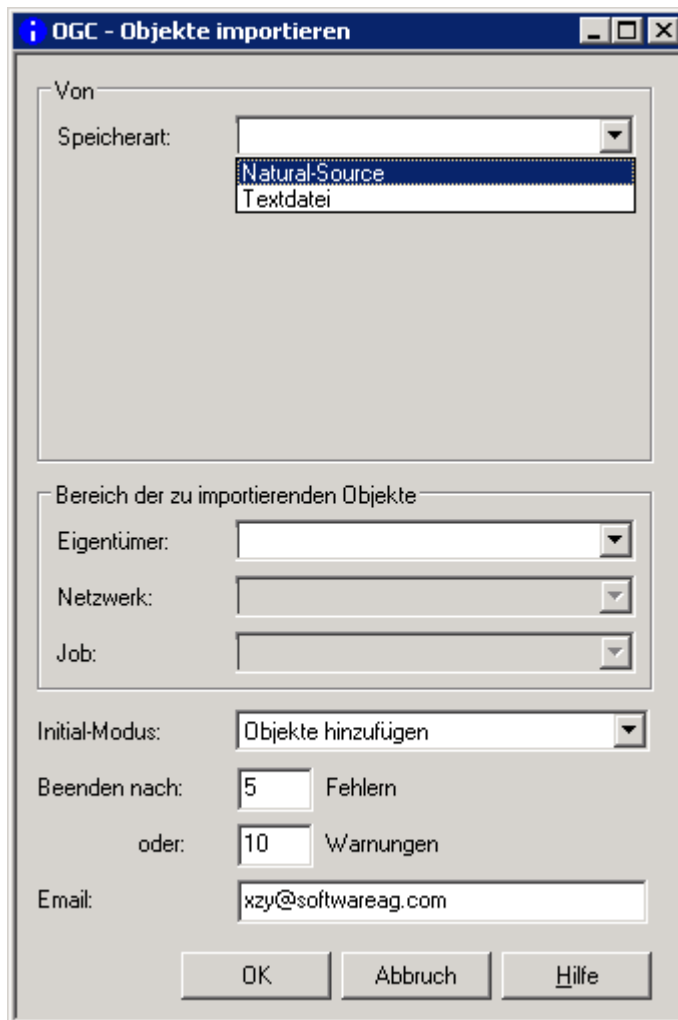 OGC - Objekte importieren
Von
Speicherart:
Natural-Source
Textdatei
Bereich der zu importierenden Objekte
Eigentümer:
Netzwerk:
Job:
Initial-Modus: Objekte hinzufügen
Beenden nach: 5 Fehlern
oder: 10 Warnungen
Email: xzy@softwareag.com
OK Abbruch Hilfe